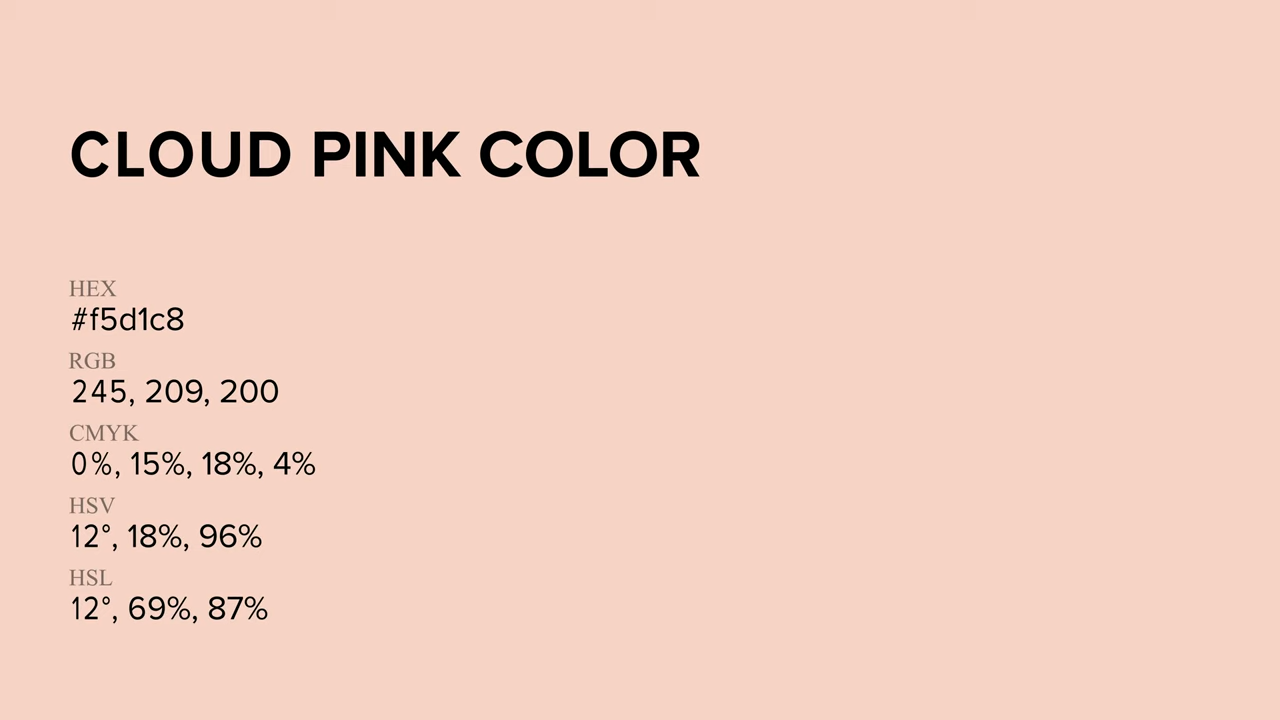 CLOUD PINK COLOR
HEX
#f5d1c8
RGB
245, 209, 200
CMYK
0%, 15%, 18%, 4%
HSV
12°, 18%, 96%
HSL
12°, 69%, 87%